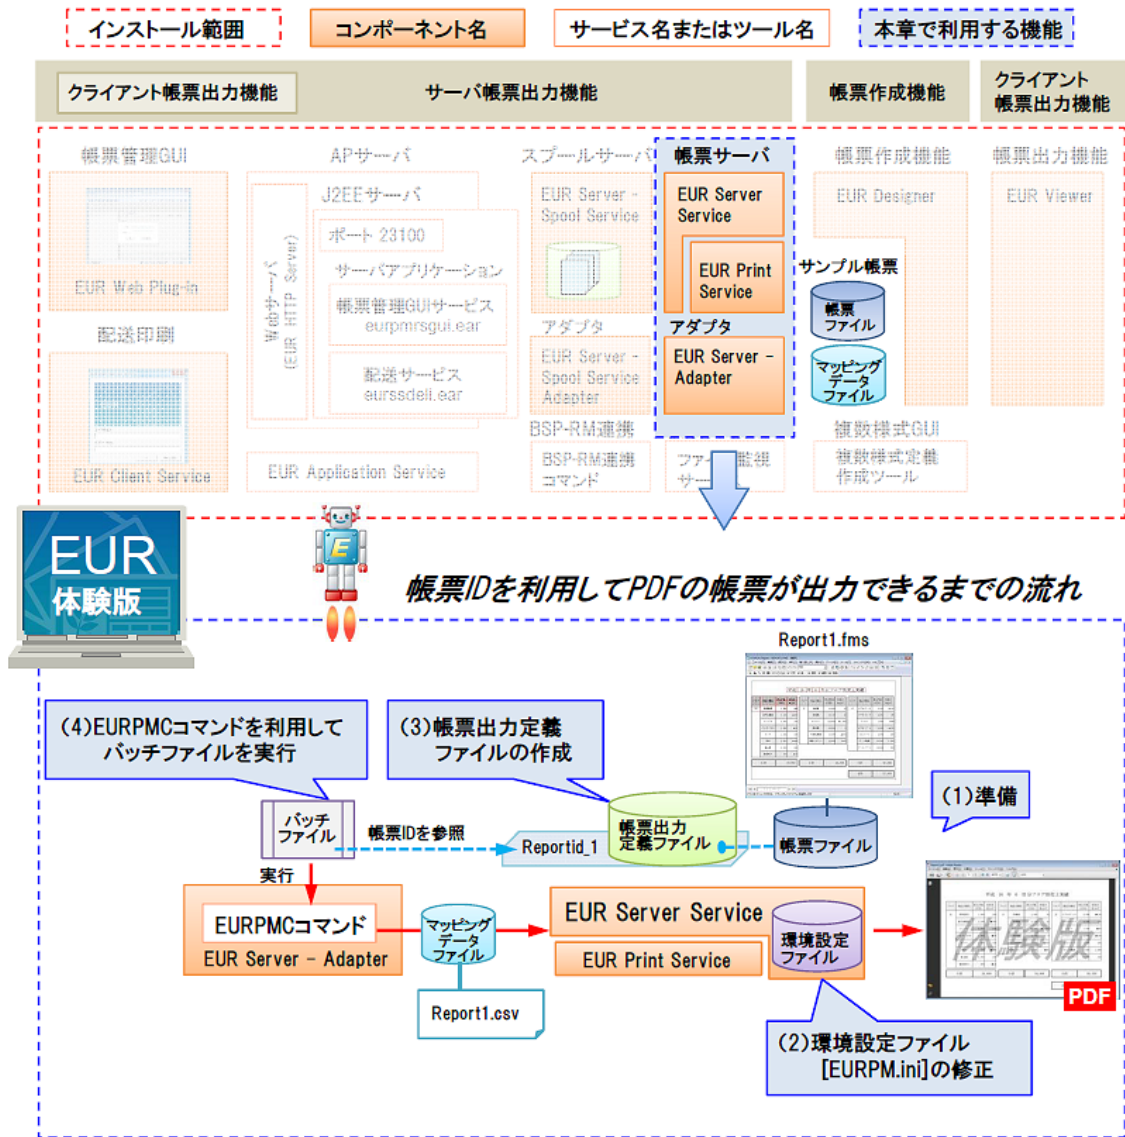 インストール範囲
コンポーネント名
サービス名またはツール名
本章で利用する機能
クライアント帳票出力機能
サーバ帳票出力機能
帳票作成機能
クライアント
帳票出力機能
帳票管理GUI
EUR Web Plug-in
配送印刷
EUR Client Service
APサーバ
Webサーバ
(EUR HTTP Server)
J2EEサーバ
ポート 23100
サーバアプリケーション
帳票管理GUIサービス
eurpmrsgui.ear
配送サービス
eurssdeli.ear
EUR Application Service
スプールサーバ
EUR Server -
Spool Service
アダプタ
EUR Server -
Spool Service
Adapter
BSP-RM連携
BSP-RM連携
コマンド
帳票サーバ
EUR Server
Service
EUR Print
Service
アダプタ
EUR Server -
Adapter
帳票作成機能
EUR Designer
サンプル帳票
帳票
ファイル
マッピング
データ
ファイル
複数様式GUI
複数様式定義
作成ツール
帳票出力機能
EUR Viewer
EUR
体験版
E
帳票IDを利用してPDFの帳票が出力できるまでの流れ
Report1.fms
(4)EURPMCコマンドを利用して
バッチファイルを実行
(3)帳票出力定義
ファイルの作成
(1)準備
バッチ
ファイル
帳票IDを参照
Reportid_1
帳票出力
定義ファイル
帳票ファイル
実行
EURPMCコマンド
EUR Server - Adapter
マッピング
データ
ファイル
Report1.csv
EUR Server Service
EUR Print Service
環境設定
ファイル
体験版
PDF
(2)環境設定ファイル
[EURPM.ini]の修正